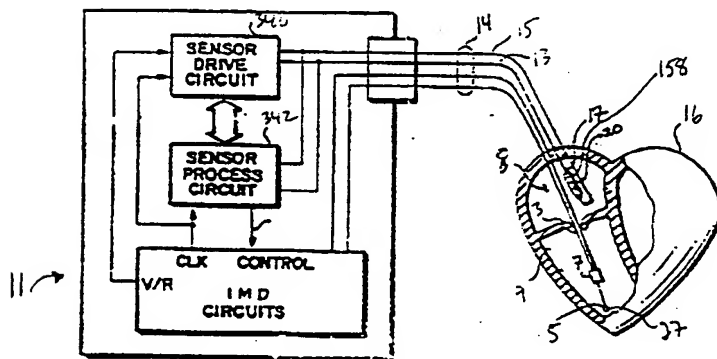 340
SENSOR
DRIVE
CIRCUIT
342
SENSOR
PROCESS
CIRCUIT
CLK CONTROL
V/R
IMD
CIRCUITS
11
14
15
13
158
17
20
16
8
3
9
7
5
27